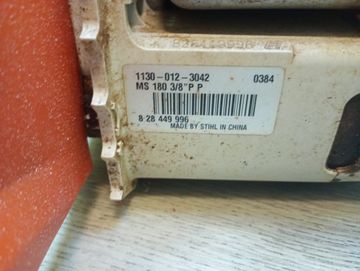 1130-012-3042 0384
MS 180 3/8"P P
8 28 449 996
MADE BY STIHL IN CHINA